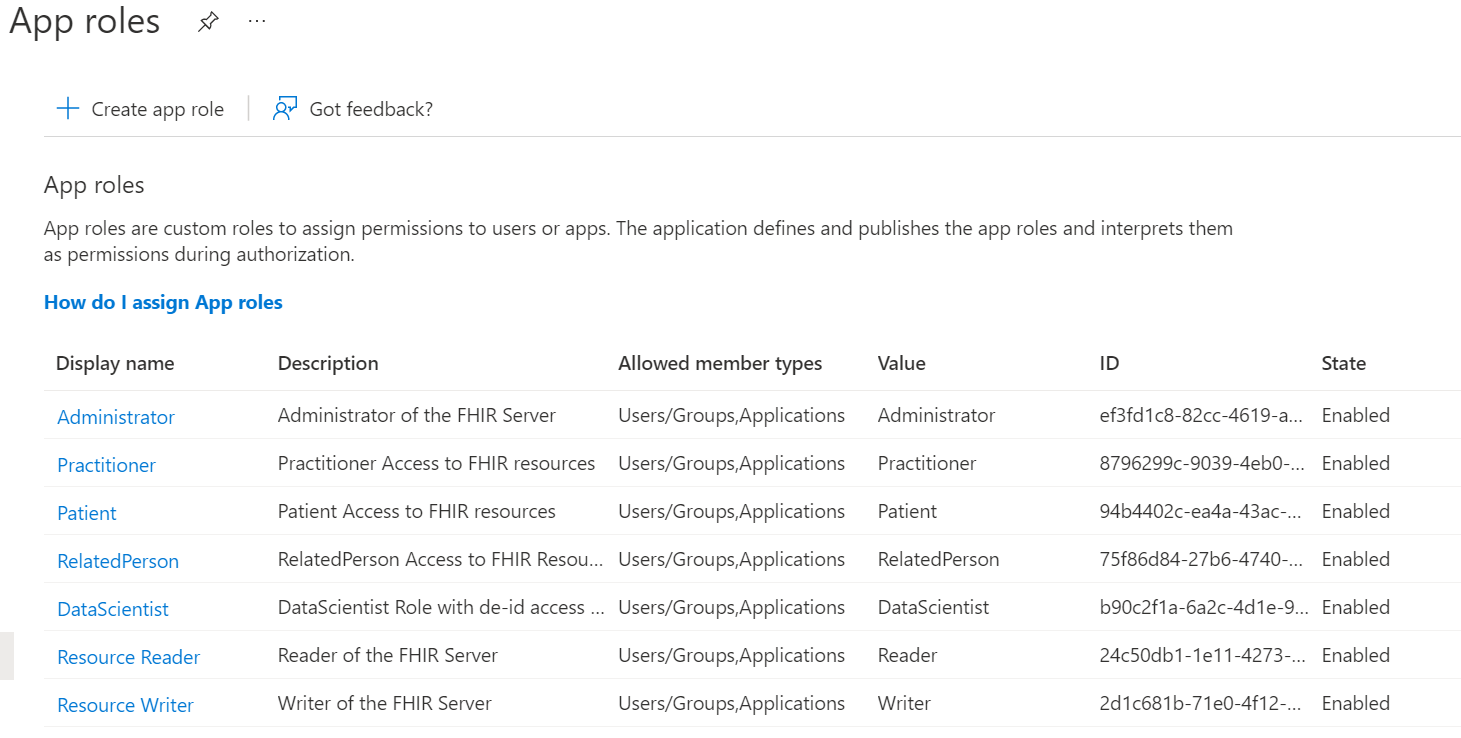 App roles
Create app role
Got feedback?
App roles
App roles are custom roles to assign permissions to users or apps. The application defines and publishes the app roles and interprets them
as permissions during authorization.
How do I assign App roles
Display name Description Allowed member types Value ID State
Administrator Administrator of the FHIR Server Users/Groups,Applications Administrator ef3fd1c8-82cc-4619-a... Enabled
Practitioner Practitioner Access to FHIR resources Users/Groups,Applications Practitioner 8796299c-9039-4eb0-... Enabled
Patient Patient Access to FHIR resources Users/Groups,Applications Patient 94b4402c-ea4a-43ac-... Enabled
RelatedPerson RelatedPerson Access to FHIR Resou... Users/Groups,Applications RelatedPerson 75f86d84-27b6-4740-... Enabled
DataScientist DataScientist Role with de-id access ... Users/Groups,Applications DataScientist b90c2f1a-6a2c-4d1e-9... Enabled
Resource Reader Reader of the FHIR Server Users/Groups,Applications Reader 24c50db1-1e11-4273-... Enabled
Resource Writer Writer of the FHIR Server Users/Groups,Applications Writer 2d1c681b-71e0-4f12-... Enabled